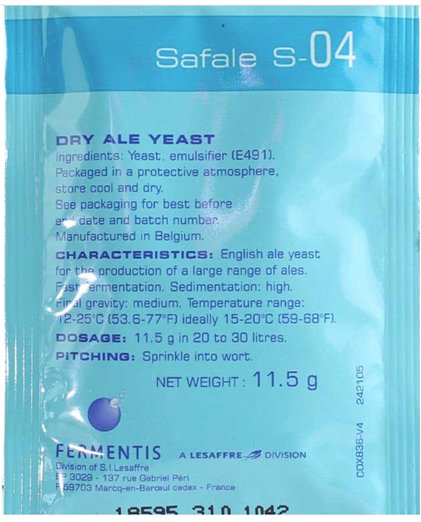 Safale S-04
DRY ALE YEAST
Ingredients: Yeast, emulsifier (E491).
Packaged in a protective atmosphere,
store cool and dry.
See packaging for best before
end date and batch number.
Manufactured in Belgium.
CHARACTERISTICS: English ale yeast
for the production of a large range of ales.
Fast fermentation. Sedimentation: high.
Final gravity: medium. Temperature range:
12-25°C (53.6-77°F) ideally 15-20°C (59-68°F).
DOSAGE: 11.5 g in 20 to 30 litres.
PITCHING: Sprinkle into wort.
NET WEIGHT : 11.5 g
FERMENTIS A LESAFFRE DIVISION
Division of S.I.Lesaffre
BP 3029 - 137 rue Gabriel Péri
F-59703 Marcq-en-Barœul cedex - France
COX836-V4 242105
18595 310 1042